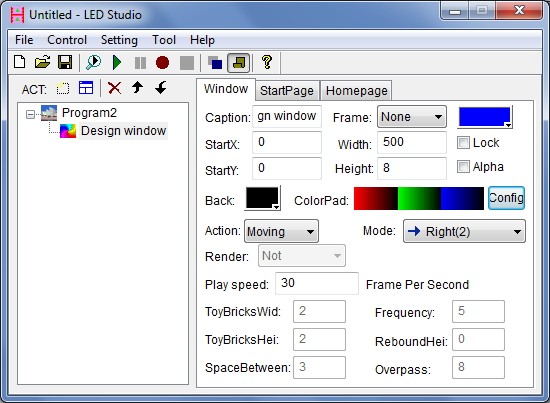 Untitled - LED Studio
File Control Setting Tool Help
ACT:
Program2
Design window
Window StartPage Homepage
Caption: gn window Frame: None
StartX: 0 Width: 500 Lock
StartY: 0 Height: 8 Alpha
Back: ColorPad: Config
Action: Moving Mode: Right(2)
Render: Not
Play speed: 30 Frame Per Second
ToyBricksWid: 2 Frequency: 5
ToyBricksHei: 2 ReboundHei: 0
SpaceBetween: 3 Overpass: 8